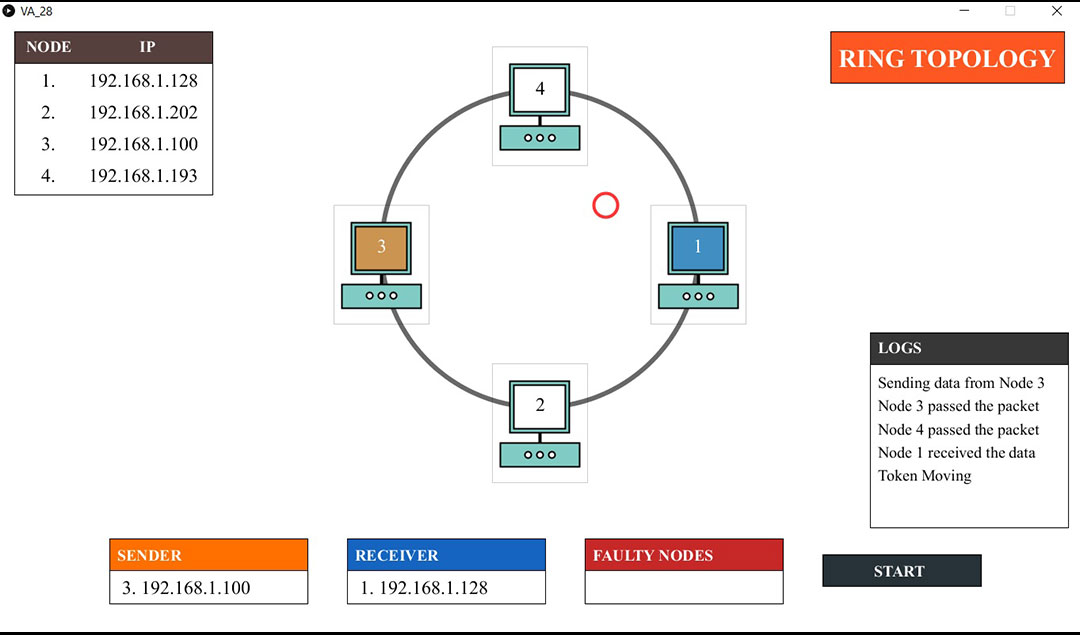 VA_28
NODE IP
1. 192.168.1.128
2. 192.168.1.202
3. 192.168.1.100
4. 192.168.1.193
RING TOPOLOGY
4
3
1
2
LOGS
Sending data from Node 3
Node 3 passed the packet
Node 4 passed the packet
Node 1 received the data
Token Moving
SENDER
3. 192.168.1.100
RECEIVER
1. 192.168.1.128
FAULTY NODES
START